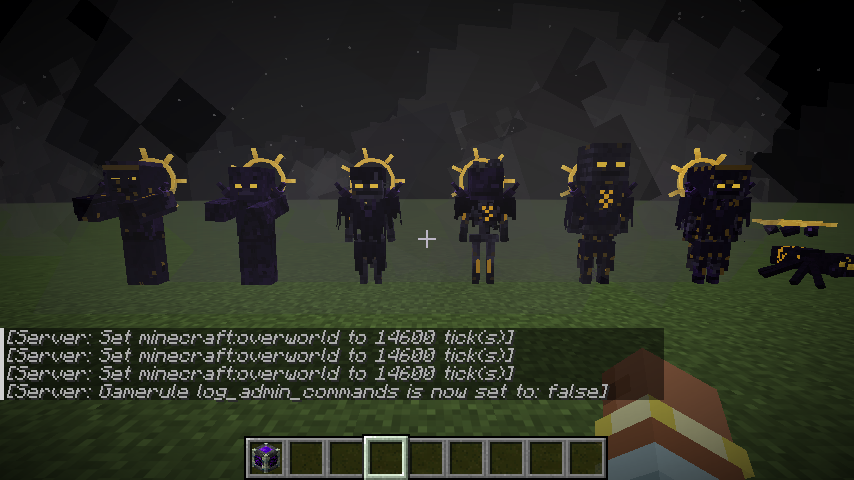 [Server: Set minecraft:overworld to 14600 tick(s)]
[Server: Set minecraft:overworld to 14600 tick(s)]
[Server: Set minecraft:overworld to 14600 tick(s)]
[Server: Gamerule log_admin_commands is now set to: false]